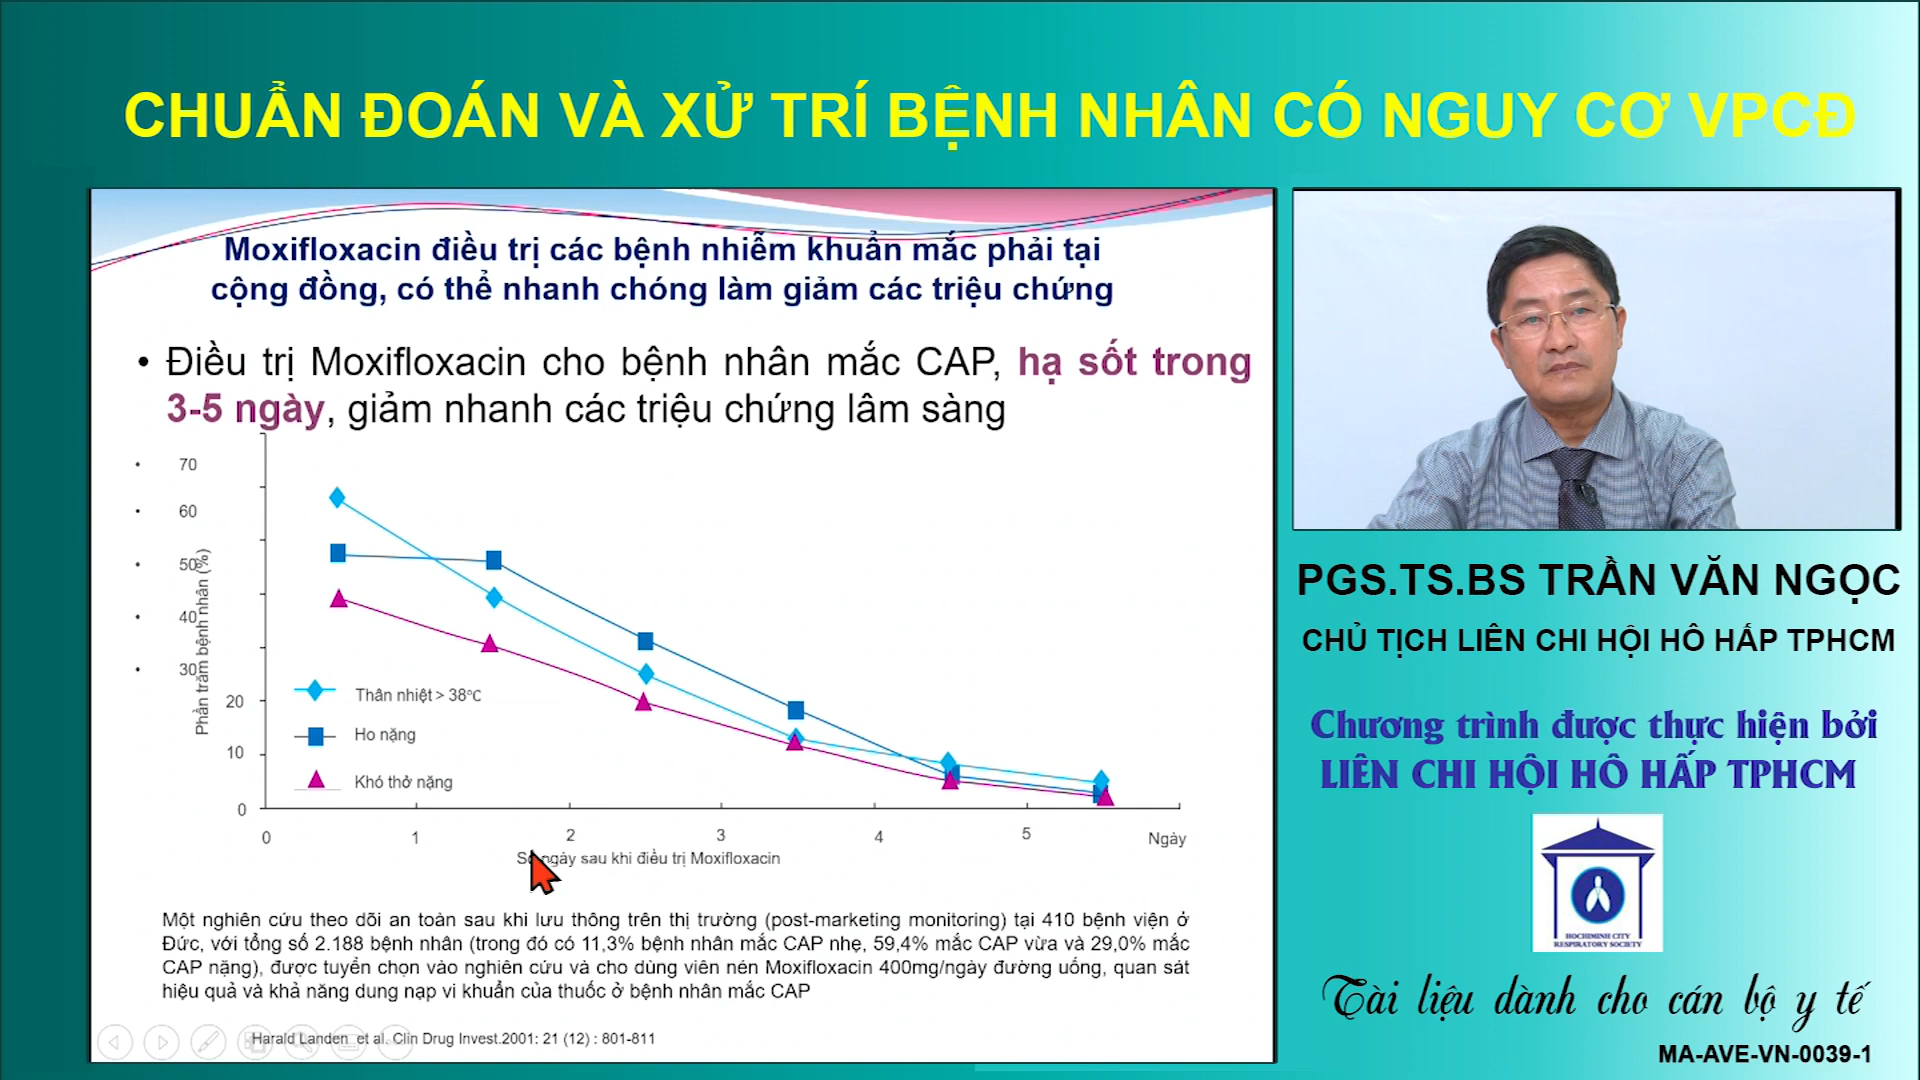 CHUẨN ĐOÁN VÀ XỬ TRÍ BỆNH NHÂN CÓ NGUY CƠ VPCĐ
Moxifloxacin điều trị các bệnh nhiễm khuẩn mắc phải tại
cộng đồng, có thể nhanh chóng làm giảm các triệu chứng
• Điều trị Moxifloxacin cho bệnh nhân mắc CAP, hạ sốt trong
3-5 ngày, giảm nhanh các triệu chứng lâm sàng
• 70
• 60
• 50
• 40
• 30
20
10
0
Phần trăm bệnh nhân (%)
Thân nhiệt > 38°C
Ho nặng
Khó thở nặng
0 1 2 3 4 5 Ngày
Số ngày sau khi điều trị Moxifloxacin
Một nghiên cứu theo dõi an toàn sau khi lưu thông trên thị trường (post-marketing monitoring) tại 410 bệnh viện ở
Đức, với tổng số 2.188 bệnh nhân (trong đó có 11,3% bệnh nhân mắc CAP nhẹ, 59,4% mắc CAP vừa và 29,0% mắc
CAP nặng), được tuyển chọn vào nghiên cứu và cho dùng viên nén Moxifloxacin 400mg/ngày đường uống, quan sát
hiệu quả và khả năng dung nạp vi khuẩn của thuốc ở bệnh nhân mắc CAP
Harald Landen et al. Clin Drug Invest.2001: 21 (12) : 801-811
PGS.TS.BS TRẦN VĂN NGỌC
CHỦ TỊCH LIÊN CHI HỘI HÔ HẤP TPHCM
Chương trình được thực hiện bởi
LIÊN CHI HỘI HÔ HẤP TPHCM
HOCHIMINH CITY
RESPIRATORY SOCIETY
Tài liệu dành cho cán bộ y tế
MA-AVE-VN-0039-1